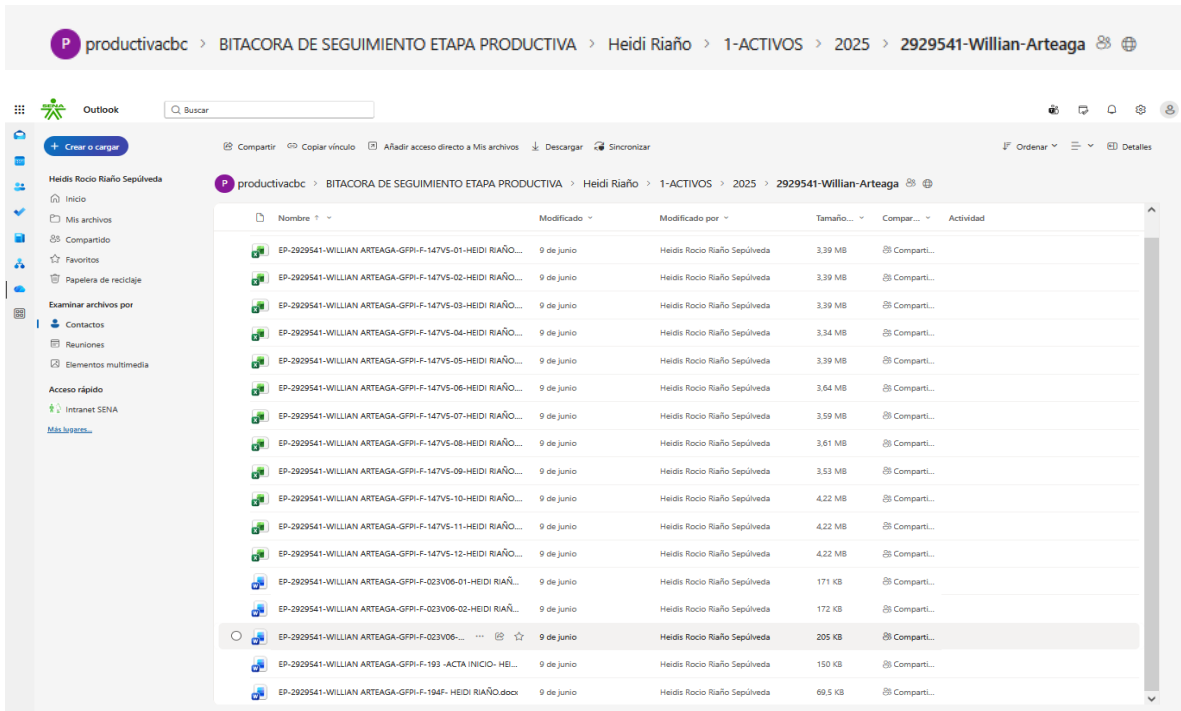 P productivacbc > BITACORA DE SEGUIMIENTO ETAPA PRODUCTIVA > Heidi Riaño > 1-ACTIVOS > 2025 > 2929541-Willian-Arteaga
SENA Outlook Buscar
+ Crear o cargar Compartir Copiar vínculo Añadir acceso directo a Mis archivos Descargar Sincronizar Ordenar Detalles
Heidis Rocio Riaño Sepúlveda
Inicio
Mis archivos
Compartido
Favoritos
Papelera de reciclaje
Examinar archivos por
Contactos
Reuniones
Elementos multimedia
Acceso rápido
Intranet SENA
Más lugares...
P productivacbc > BITACORA DE SEGUIMIENTO ETAPA PRODUCTIVA > Heidi Riaño > 1-ACTIVOS > 2025 > 2929541-Willian-Arteaga
Nombre Modificado Modificado por Tamaño... Compar... Actividad
EP-2929541-WILLIAN ARTEAGA-GFPI-F-147V5-01-HEIDI RIAÑO.... 9 de junio Heidis Rocio Riaño Sepúlveda 3,39 MB Comparti...
EP-2929541-WILLIAN ARTEAGA-GFPI-F-147V5-02-HEIDI RIAÑO.... 9 de junio Heidis Rocio Riaño Sepúlveda 3,39 MB Comparti...
EP-2929541-WILLIAN ARTEAGA-GFPI-F-147V5-03-HEIDI RIAÑO.... 9 de junio Heidis Rocio Riaño Sepúlveda 3,39 MB Comparti...
EP-2929541-WILLIAN ARTEAGA-GFPI-F-147V5-04-HEIDI RIAÑO.... 9 de junio Heidis Rocio Riaño Sepúlveda 3,34 MB Comparti...
EP-2929541-WILLIAN ARTEAGA-GFPI-F-147V5-05-HEIDI RIAÑO.... 9 de junio Heidis Rocio Riaño Sepúlveda 3,39 MB Comparti...
EP-2929541-WILLIAN ARTEAGA-GFPI-F-147V5-06-HEIDI RIAÑO.... 9 de junio Heidis Rocio Riaño Sepúlveda 3,64 MB Comparti...
EP-2929541-WILLIAN ARTEAGA-GFPI-F-147V5-07-HEIDI RIAÑO.... 9 de junio Heidis Rocio Riaño Sepúlveda 3,59 MB Comparti...
EP-2929541-WILLIAN ARTEAGA-GFPI-F-147V5-08-HEIDI RIAÑO.... 9 de junio Heidis Rocio Riaño Sepúlveda 3,61 MB Comparti...
EP-2929541-WILLIAN ARTEAGA-GFPI-F-147V5-09-HEIDI RIAÑO.... 9 de junio Heidis Rocio Riaño Sepúlveda 3,53 MB Comparti...
EP-2929541-WILLIAN ARTEAGA-GFPI-F-147V5-10-HEIDI RIAÑO.... 9 de junio Heidis Rocio Riaño Sepúlveda 4,22 MB Comparti...
EP-2929541-WILLIAN ARTEAGA-GFPI-F-147V5-11-HEIDI RIAÑO.... 9 de junio Heidis Rocio Riaño Sepúlveda 4,22 MB Comparti...
EP-2929541-WILLIAN ARTEAGA-GFPI-F-147V5-12-HEIDI RIAÑO.... 9 de junio Heidis Rocio Riaño Sepúlveda 4,22 MB Comparti...
EP-2929541-WILLIAN ARTEAGA-GFPI-F-023V06-01-HEIDI RIAÑ... 9 de junio Heidis Rocio Riaño Sepúlveda 171 KB Comparti...
EP-2929541-WILLIAN ARTEAGA-GFPI-F-023V06-02-HEIDI RIAÑ... 9 de junio Heidis Rocio Riaño Sepúlveda 172 KB Comparti...
EP-2929541-WILLIAN ARTEAGA-GFPI-F-023V06-... 9 de junio Heidis Rocio Riaño Sepúlveda 205 KB Comparti...
EP-2929541-WILLIAN ARTEAGA-GFPI-F-193 -ACTA INICIO- HEI... 9 de junio Heidis Rocio Riaño Sepúlveda 150 KB Comparti...
EP-2929541-WILLIAN ARTEAGA-GFPI-F-194F- HEIDI RIAÑO.docx 9 de junio Heidis Rocio Riaño Sepúlveda 69,5 KB Comparti...